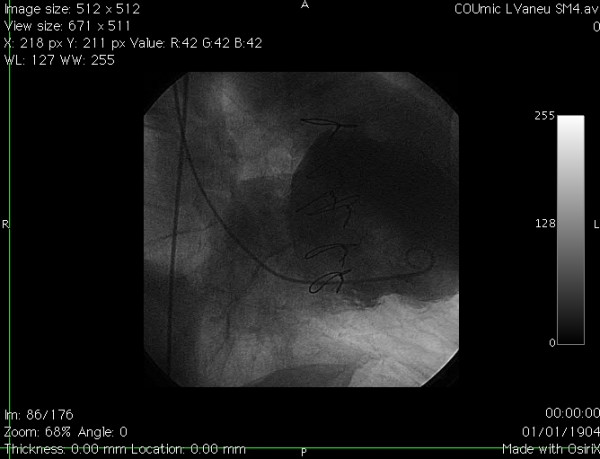 Image size: 512 x 512
View size: 671 x 511
X: 218 px Y: 211 px Value: R:42 G:42 B:42
WL: 127 WW: 255
A
COUmic LVaneu SM4.av
0
255
R
128
L
0
Im: 86/176
Zoom: 68% Angle: 0
Thickness: 0.00 mm Location: 0.00 mm
P
00:00:00
01/01/1904
Made with OsiriX